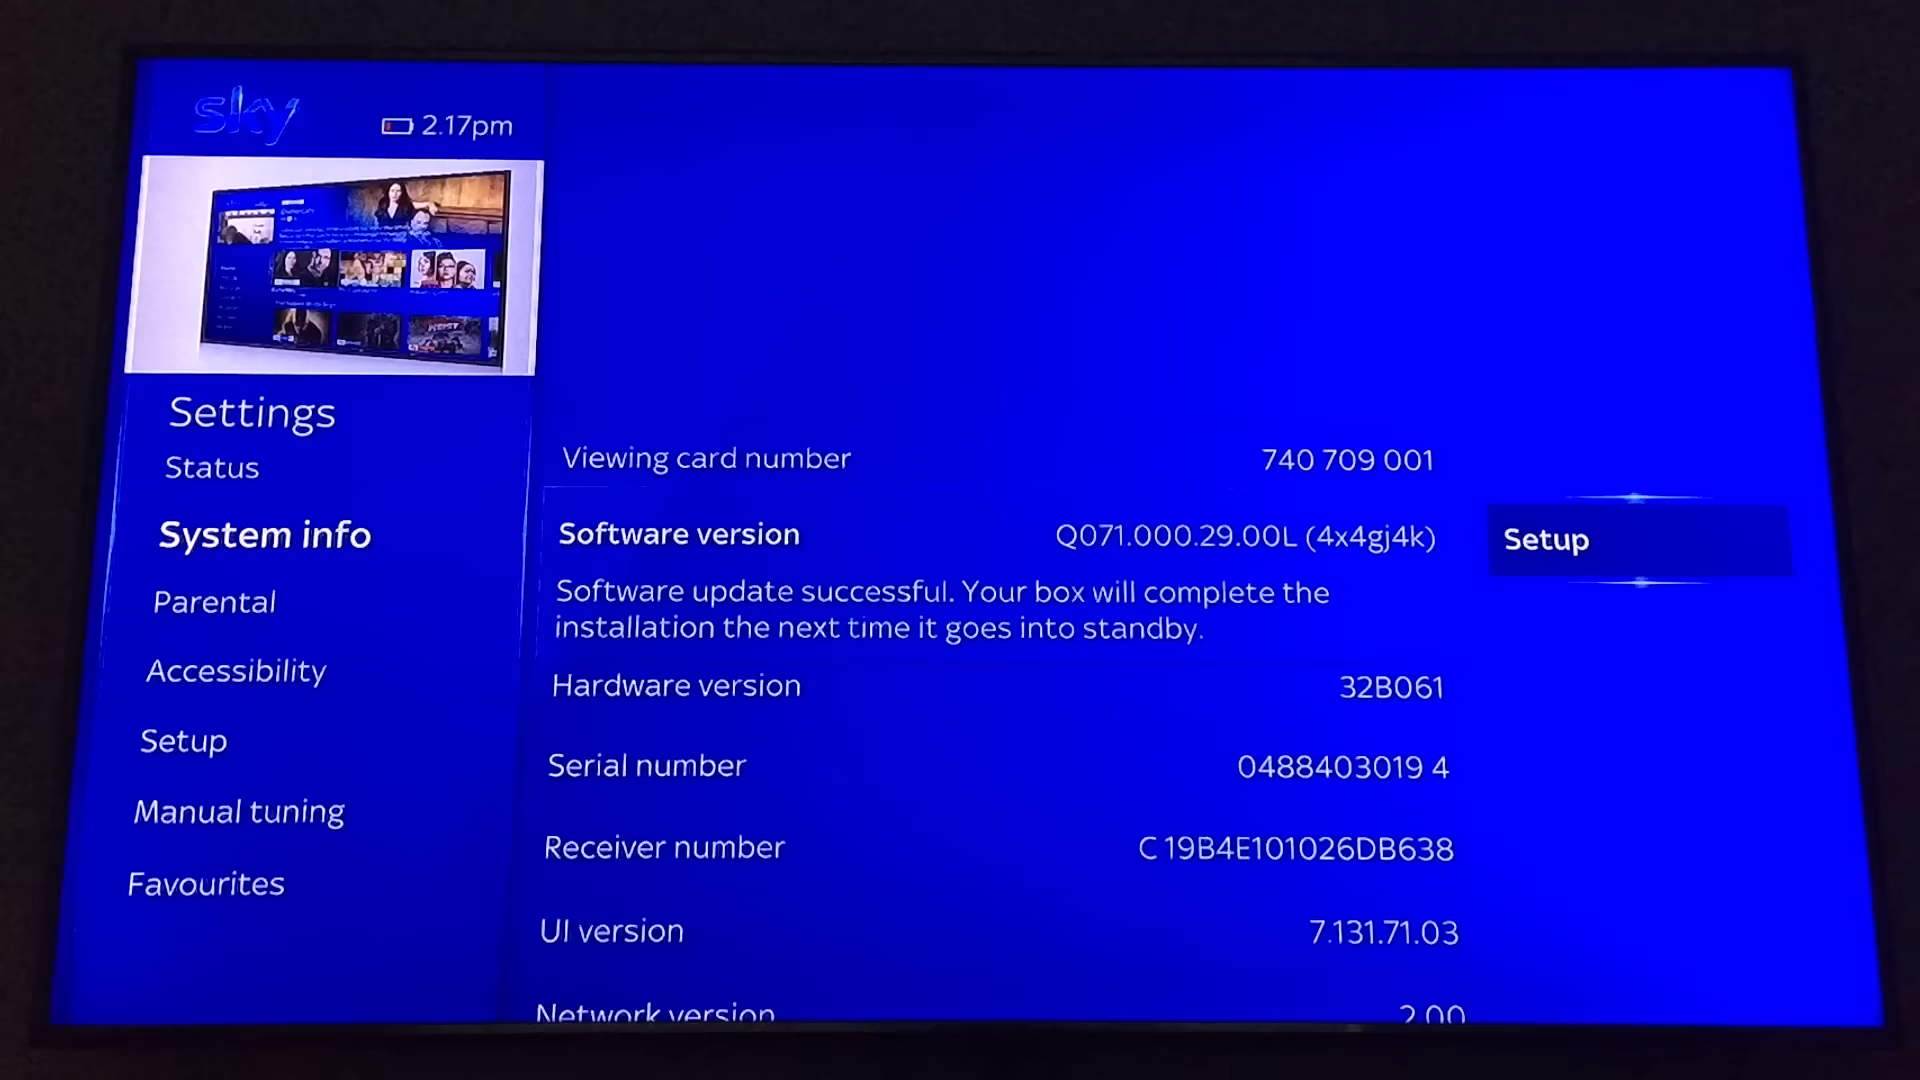 sky
2.17pm
Settings
Status
System info
Parental
Accessibility
Setup
Manual tuning
Favourites
Viewing card number 740 709 001
Software version Q071.000.29.00L (4x4gj4k)
Setup
Software update successful. Your box will complete the
installation the next time it goes into standby.
Hardware version 32B061
Serial number 0488403019 4
Receiver number C 19B4E101026DB638
UI version 7.131.71.03
Network version 2.00